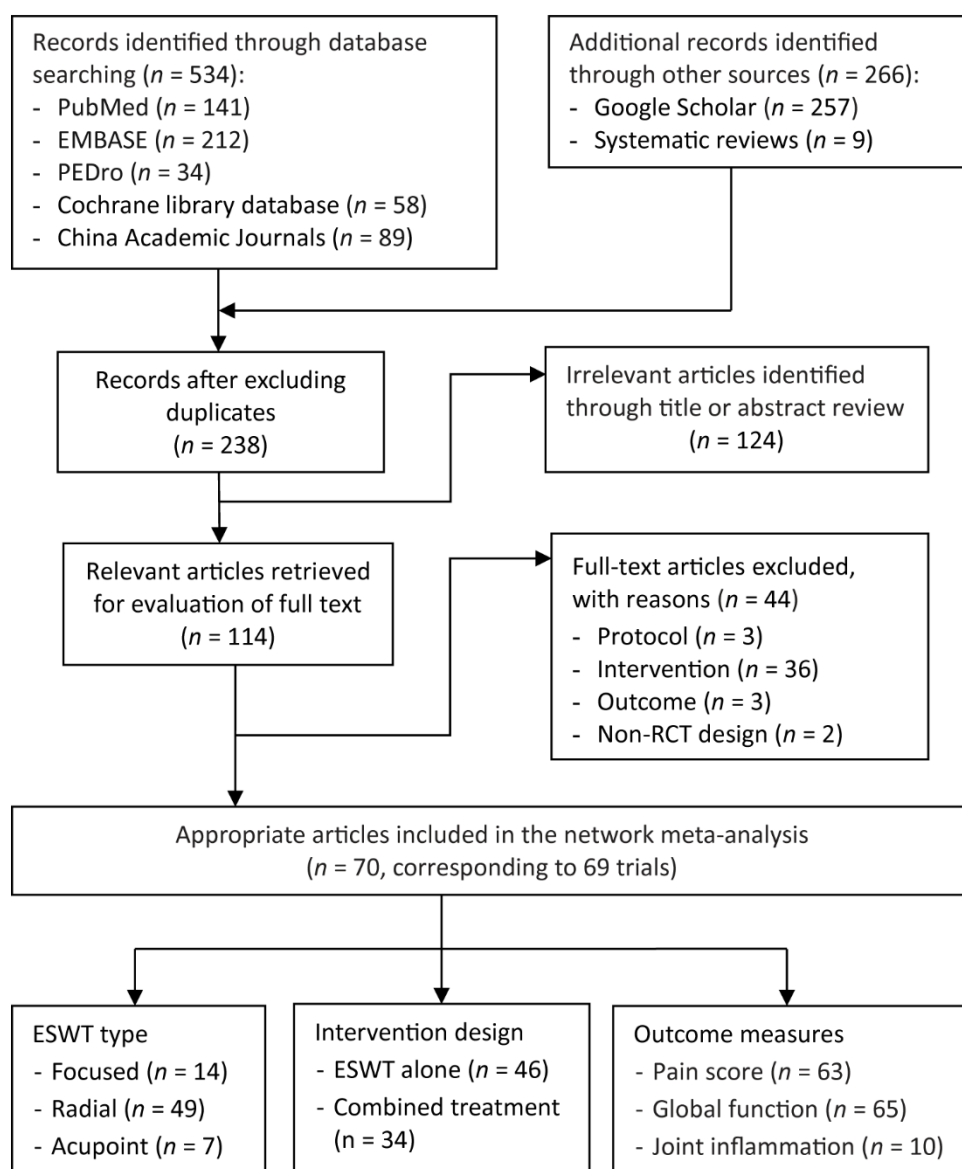 Records identified through database
searching (n = 534):
- PubMed (n = 141)
- EMBASE (n = 212)
- PEDro (n = 34)
- Cochrane library database (n = 58)
- China Academic Journals (n = 89)
Additional records identified
through other sources (n = 266):
- Google Scholar (n = 257)
- Systematic reviews (n = 9)
Records after excluding
duplicates
(n = 238)
Irrelevant articles identified
through title or abstract review
(n = 124)
Relevant articles retrieved
for evaluation of full text
(n = 114)
Full-text articles excluded,
with reasons (n = 44)
- Protocol (n = 3)
- Intervention (n = 36)
- Outcome (n = 3)
- Non-RCT design (n = 2)
Appropriate articles included in the network meta-analysis
(n = 70, corresponding to 69 trials)
ESWT type
- Focused (n = 14)
- Radial (n = 49)
- Acupoint (n = 7)
Intervention design
- ESWT alone (n = 46)
- Combined treatment
(n = 34)
Outcome measures
- Pain score (n = 63)
- Global function (n = 65)
- Joint inflammation (n = 10)